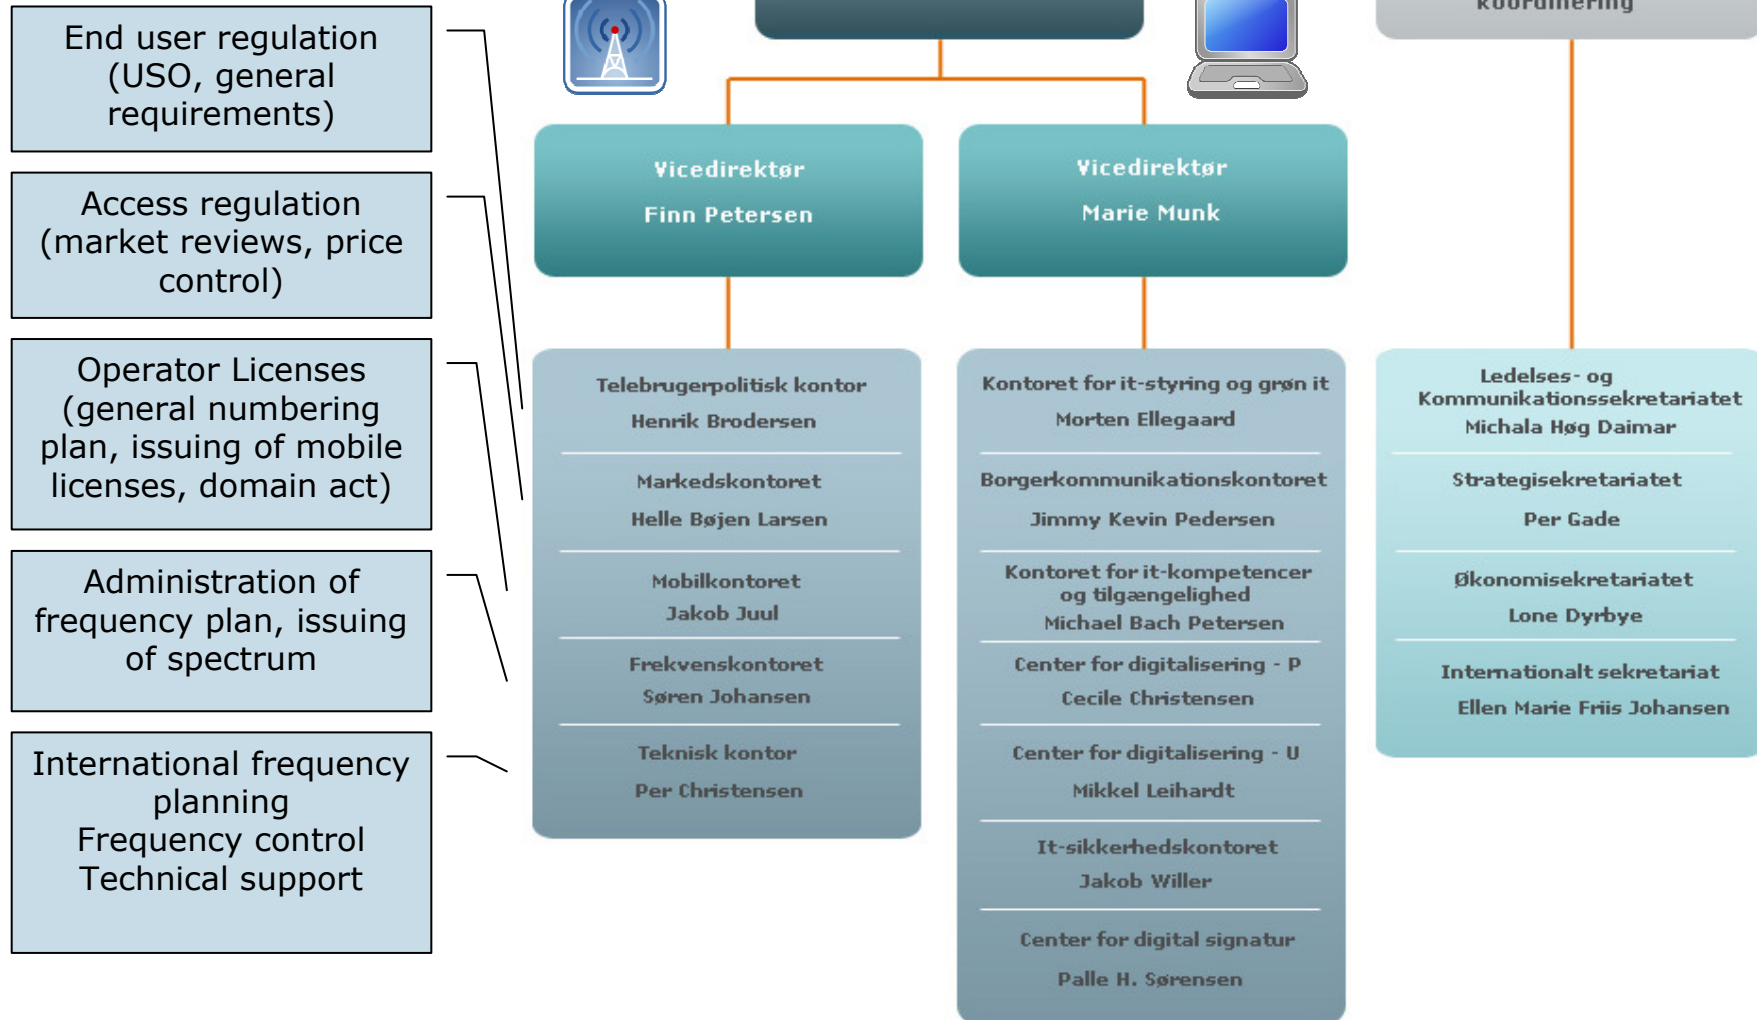 koordinering
End user regulation
(USO, general
requirements)
Access regulation
(market reviews, price
control)
Operator Licenses
(general numbering
plan, issuing of mobile
licenses, domain act)
Administration of
frequency plan, issuing
of spectrum
International frequency
planning
Frequency control
Technical support
Vicedirektør
Finn Petersen
Telebrugerpolitisk kontor
Henrik Brodersen
Markedskontoret
Helle Bøjen Larsen
Mobilkontoret
Jakob Juul
Frekvenskontoret
Søren Johansen
Teknisk kontor
Per Christensen
Vicedirektør
Marie Munk
Kontoret for it-styring og grøn it
Morten Ellegaard
Borgerkommunikationskontoret
Jimmy Kevin Pedersen
Kontoret for it-kompetencer
og tilgængelighed
Michael Bach Petersen
Center for digitalisering - P
Cecile Christensen
Center for digitalisering - U
Mikkel Leihardt
It-sikkerhedskontoret
Jakob Willer
Center for digital signatur
Palle H. Sørensen
Ledelses- og
Kommunikationssekretariatet
Michala Høg Daimar
Strategisekretariatet
Per Gade
Økonomisekretariatet
Lone Dyrbye
Internationalt sekretariat
Ellen Marie Friis Johansen